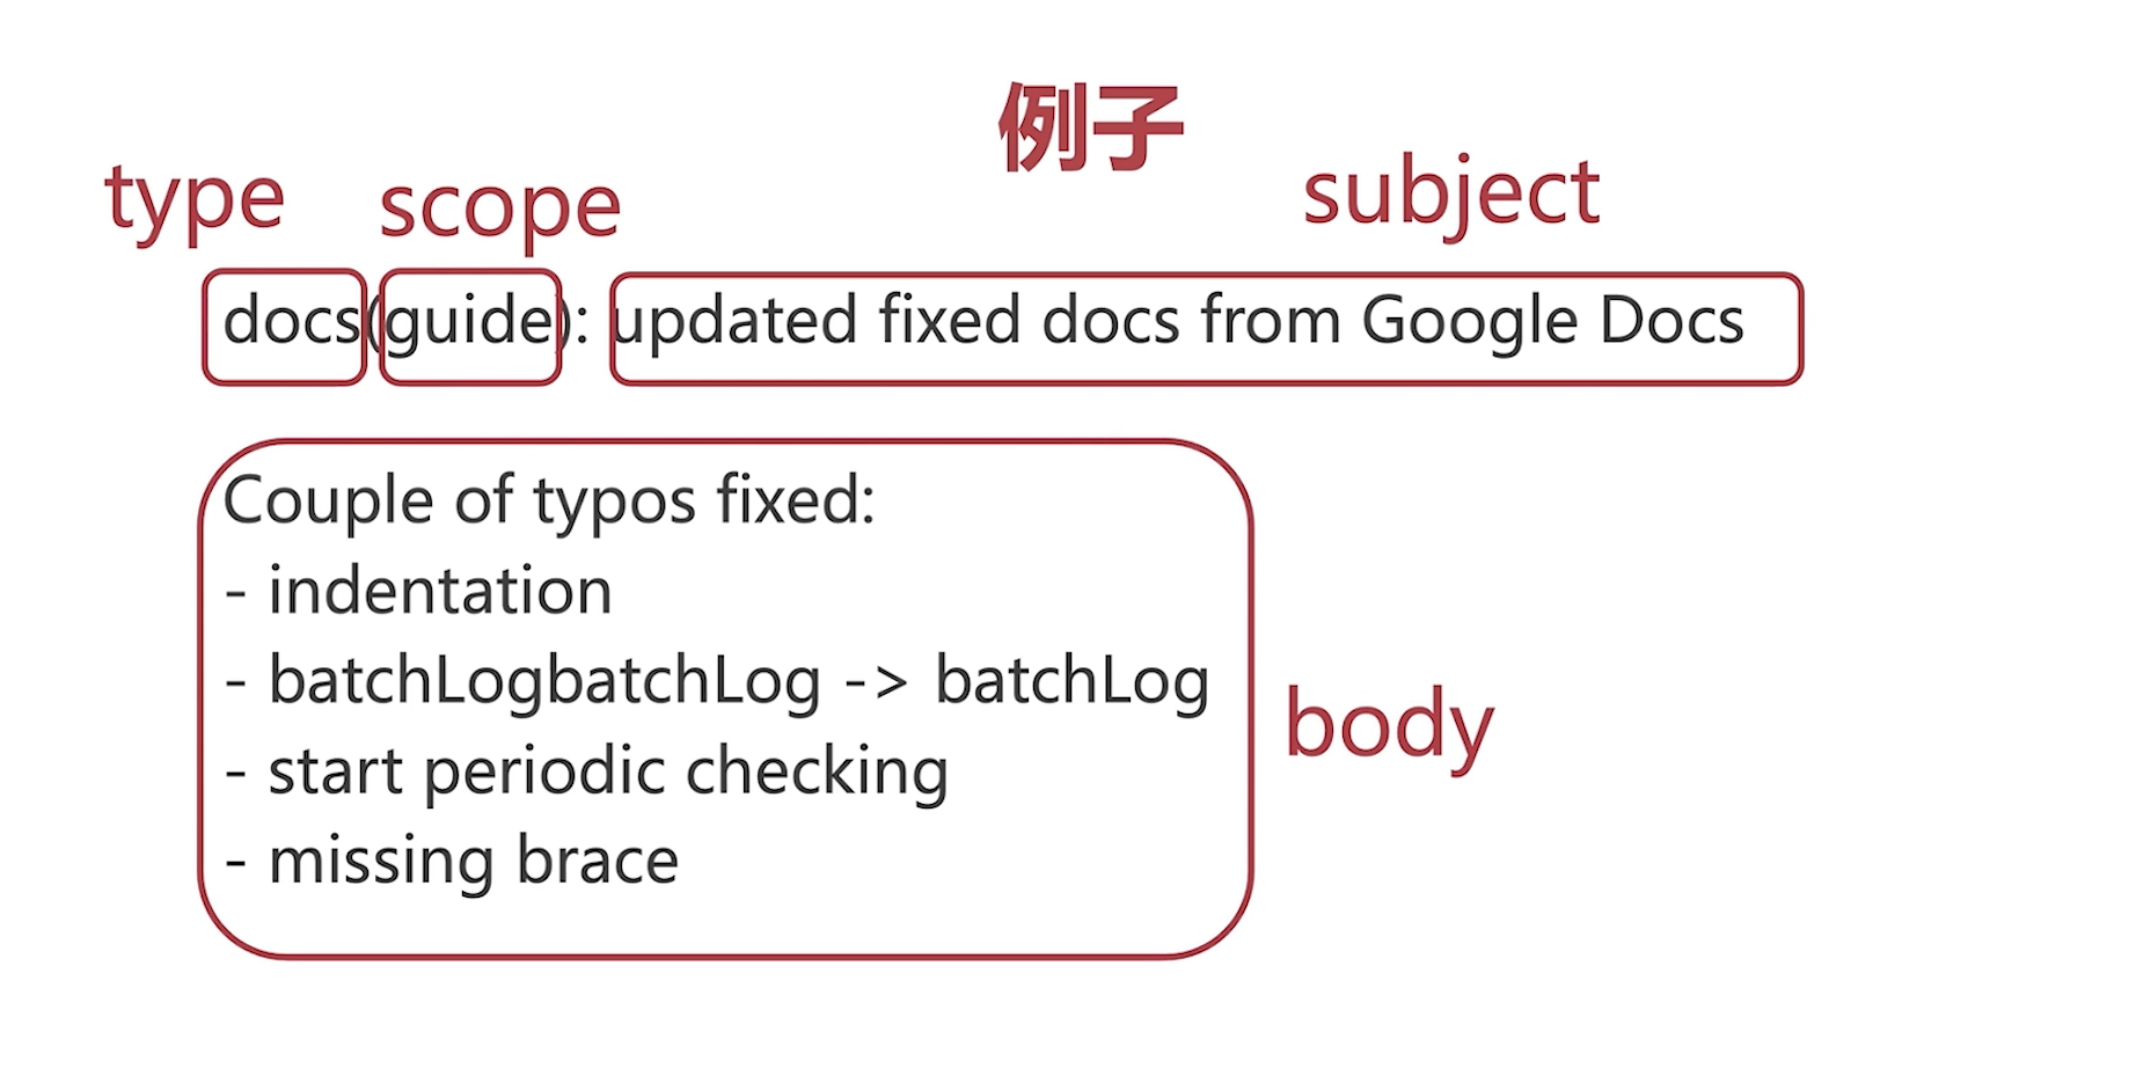 例子
type scope subject
docs(guide): updated fixed docs from Google Docs
Couple of typos fixed:
- indentation
- batchLogbatchLog -> batchLog
- start periodic checking
- missing brace
body